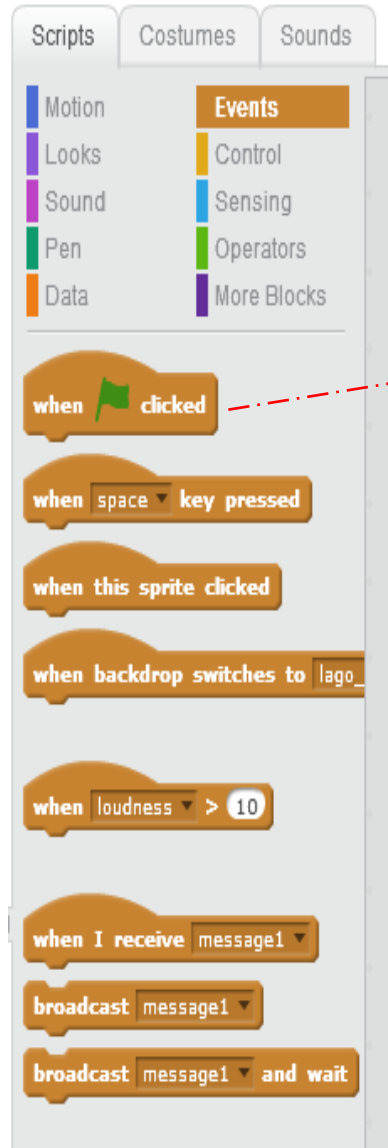 Scripts Costumes Sounds
Motion Events
Looks Control
Sound Sensing
Pen Operators
Data More Blocks
when clicked
when space key pressed
when this sprite clicked
when backdrop switches to lago_
when loudness > 10
when I receive message1
broadcast message1
broadcast message1 and wait